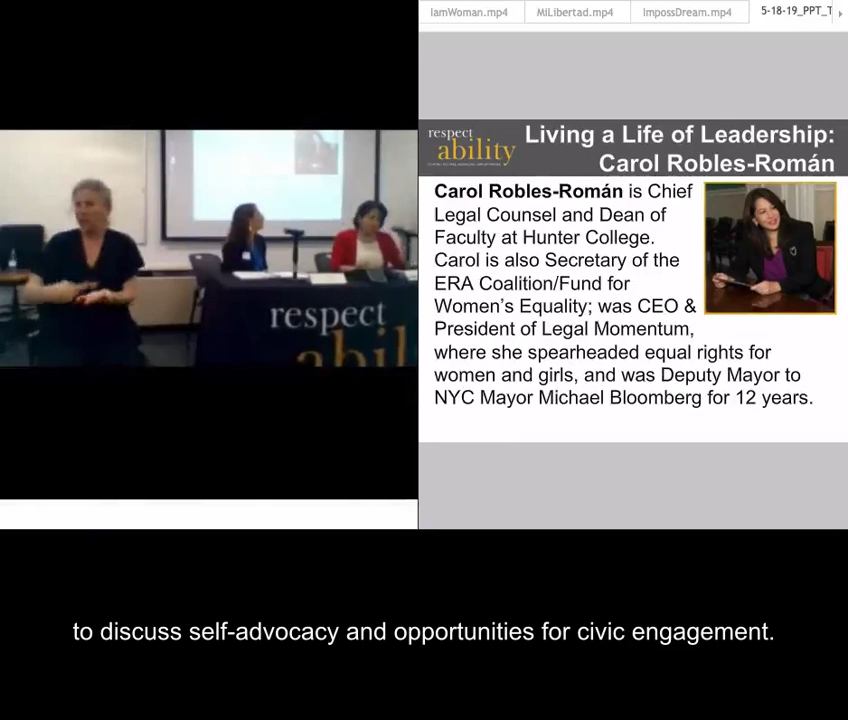 IamWoman.mp4
MiLibertad.mp4
ImpossDream.mp4
5-18-19_PPT_T
respect
ability
Living a Life of Leadership:
Carol Robles-Román
Carol Robles-Román is Chief
Legal Counsel and Dean of
Faculty at Hunter College.
Carol is also Secretary of the
ERA Coalition/Fund for
Women's Equality; was CEO &
President of Legal Momentum,
where she spearheaded equal rights for
women and girls, and was Deputy Mayor to
NYC Mayor Michael Bloomberg for 12 years.
respect
abil
to discuss self-advocacy and opportunities for civic engagement.